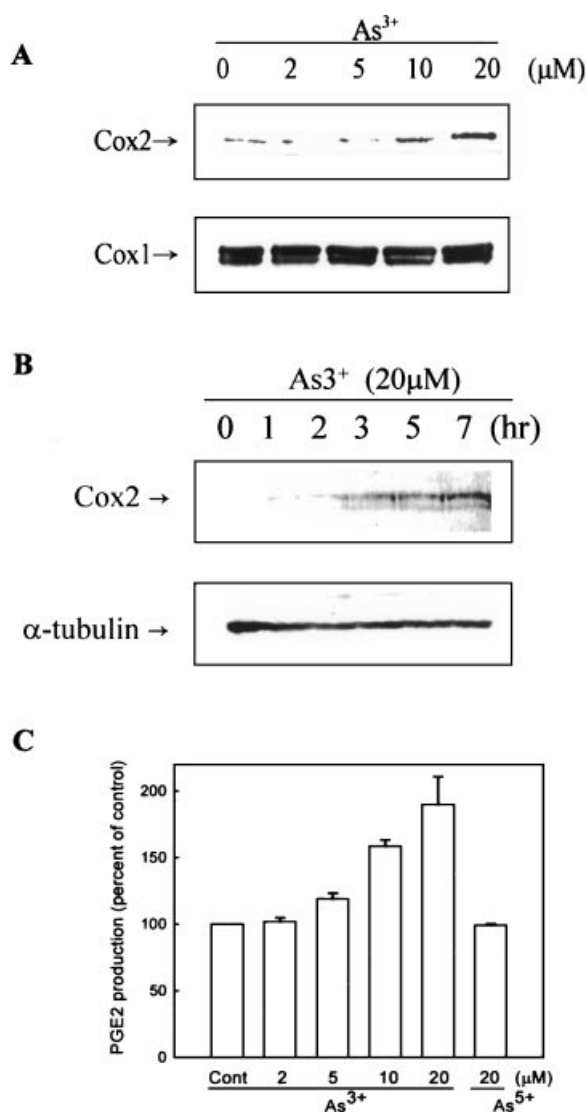 As³⁺
A
0 2 5 10 20 (μM)
Cox2→
Cox1→
B
As3⁺ (20μM)
0 1 2 3 5 7 (hr)
Cox2 →
α-tubulin →
C
PGE2 production (percent of control)
200
150
100
50
0
Cont 2 5 10 20 20 (μM)
As³⁺ As⁵⁺